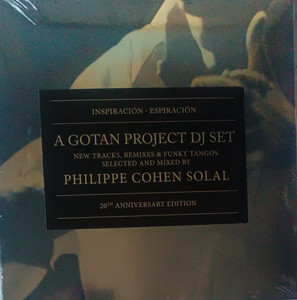 INSPIRACIÓN · ESPIRACIÓN
A GOTAN PROJECT DJ SET
NEW TRACKS, REMIXES & FUNKY TANGOS
SELECTED AND MIXED BY
PHILIPPE COHEN SOLAL
20TH ANNIVERSARY EDITION